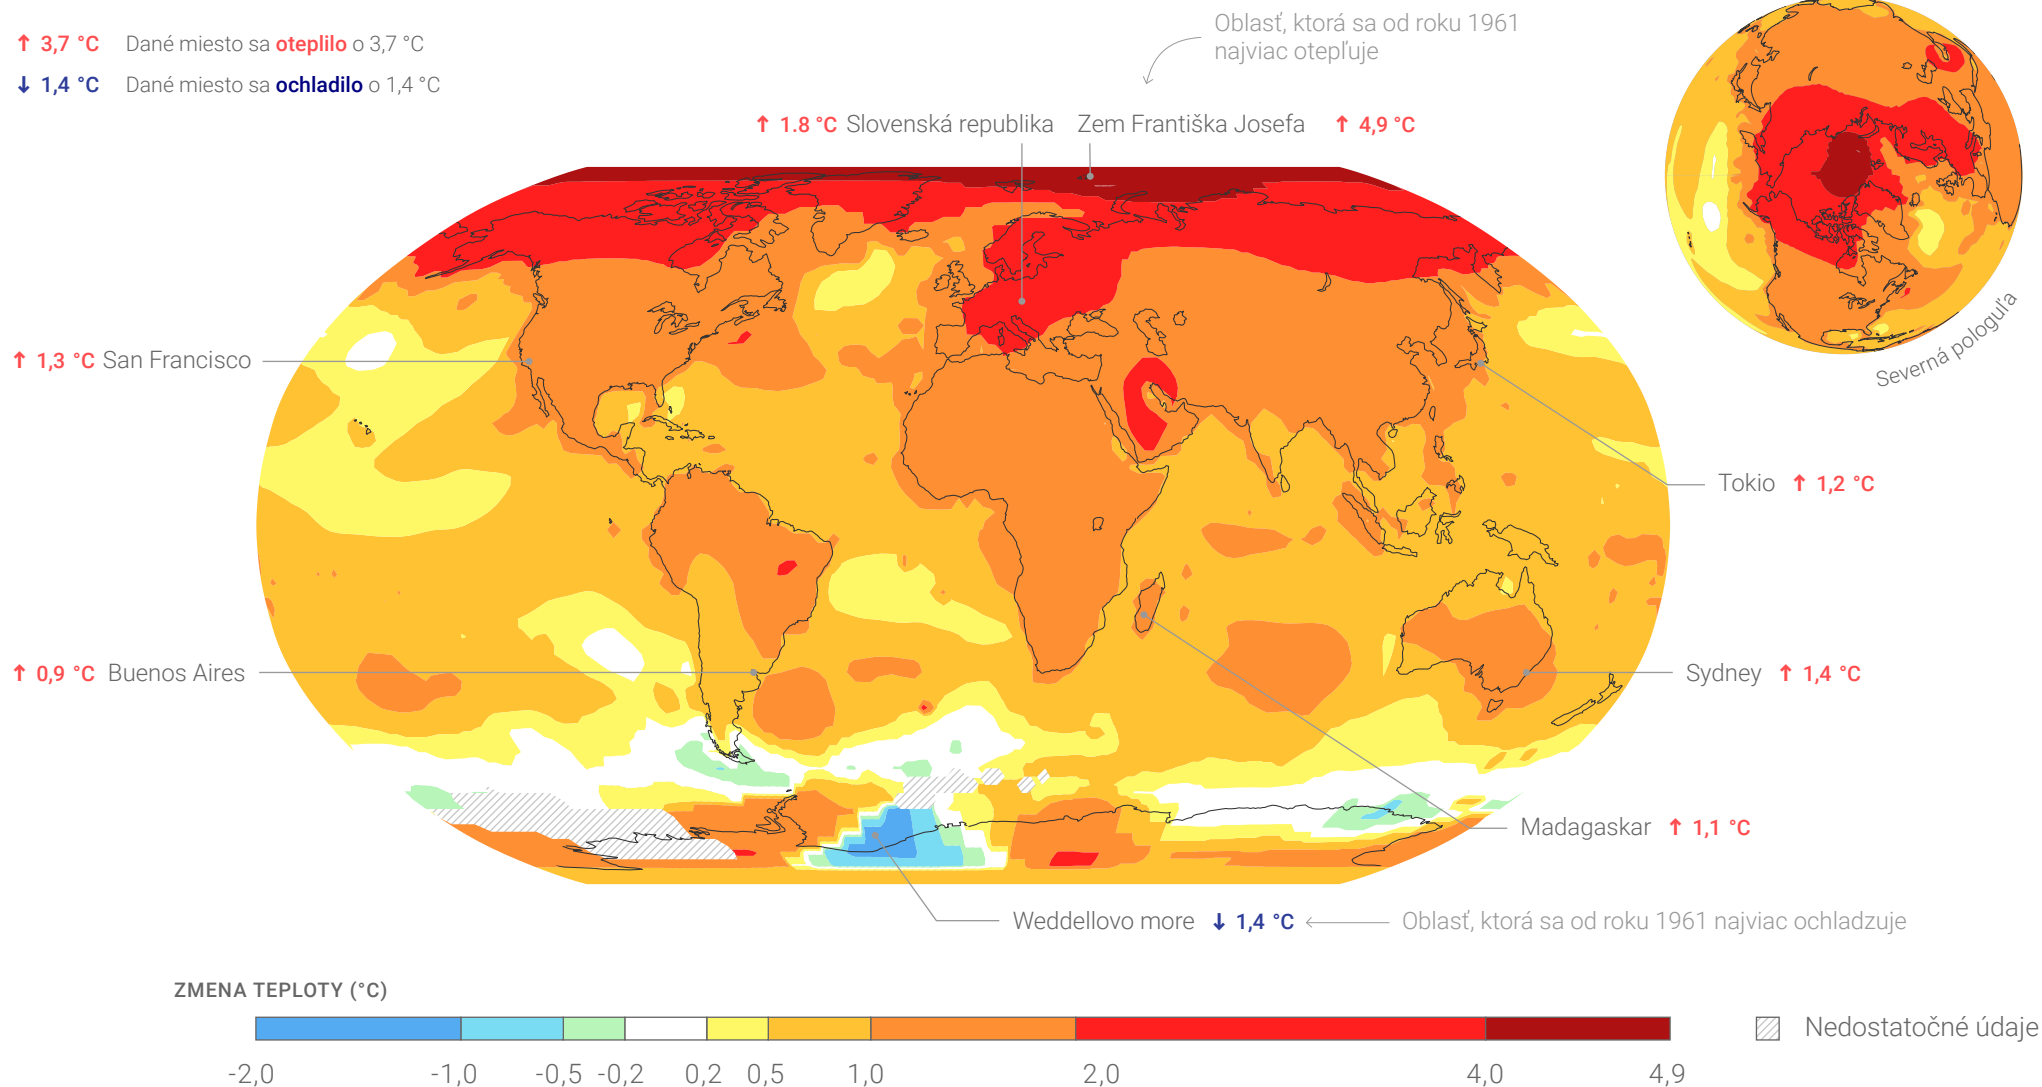 ↑ 3,7 °C Dané miesto sa oteplilo o 3,7 °C
↓ 1,4 °C Dané miesto sa ochladilo o 1,4 °C
Oblasť, ktorá sa od roku 1961
najviac otepľuje
↑ 1.8 °C Slovenská republika
Zem Františka Josefa ↑ 4,9 °C
Severná pologuľa
↑ 1,3 °C San Francisco
Tokio ↑ 1,2 °C
↑ 0,9 °C Buenos Aires
Sydney ↑ 1,4 °C
Madagaskar ↑ 1,1 °C
Weddellovo more ↓ 1,4 °C
Oblasť, ktorá sa od roku 1961 najviac ochladzuje
ZMENA TEPLOTY (°C)
-2,0 -1,0 -0,5 -0,2 0,2 0,5 1,0 2,0 4,0 4,9
Nedostatočné údaje